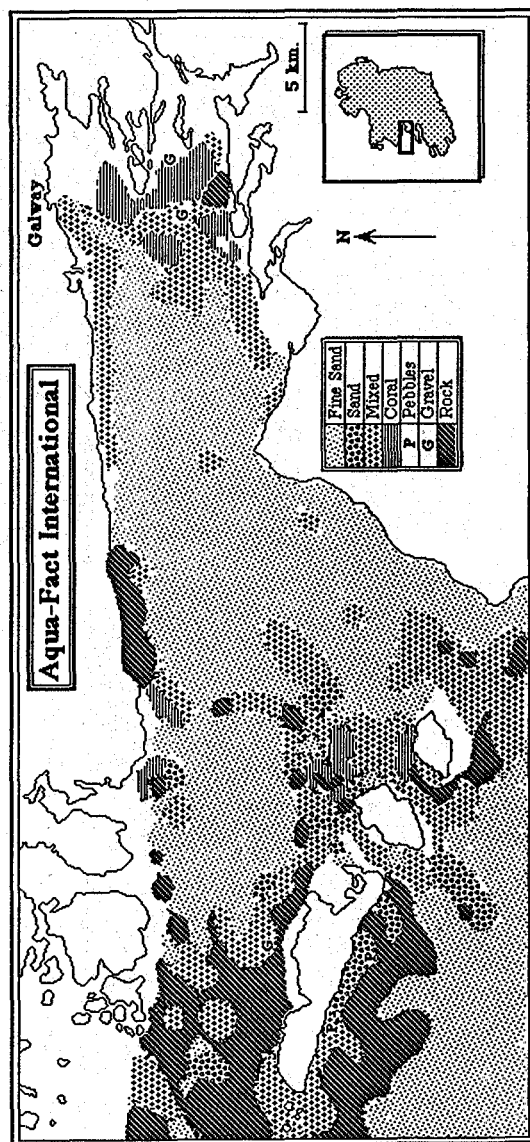 Aqua-Fact International
Galway
G
G
5 km.
N
Fine Sand
Sand
Mixed
Coral
P Pebbles
G Gravel
Rock
G
P
P